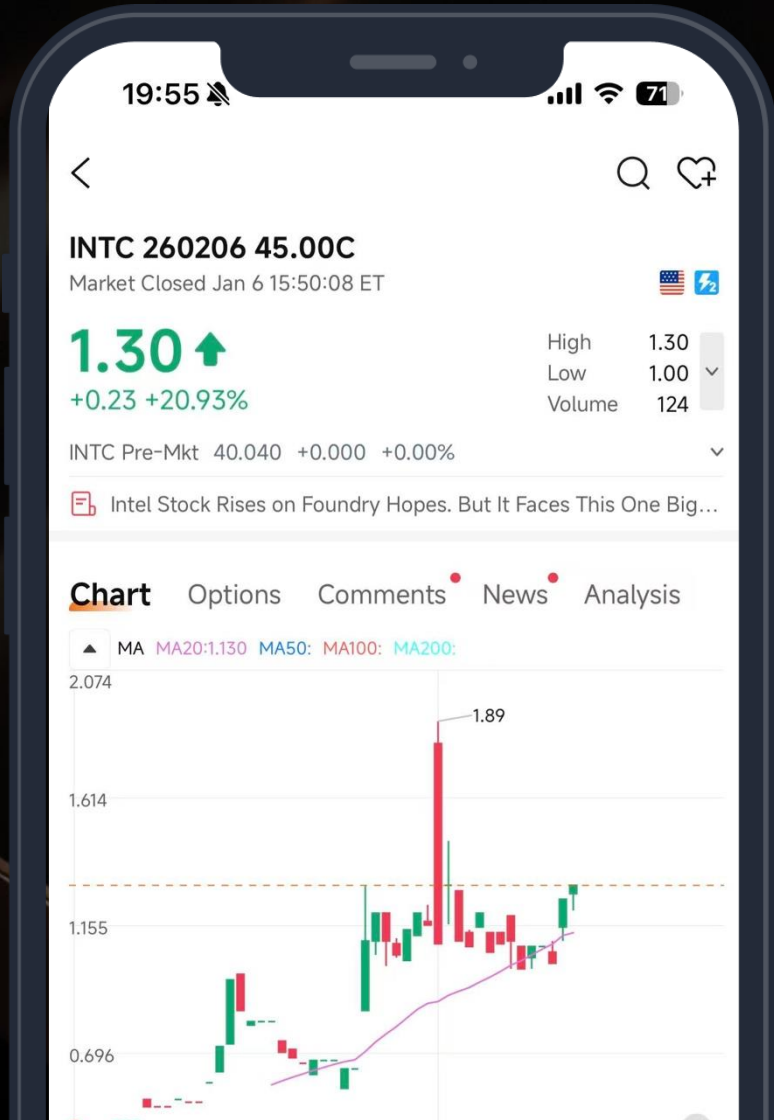 19:55
71
INTC 260206 45.00C
Market Closed Jan 6 15:50:08 ET
2
1.30
+0.23 +20.93%
High 1.30
Low 1.00
Volume 124
INTC Pre-Mkt 40.040 +0.000 +0.00%
Intel Stock Rises on Foundry Hopes. But It Faces This One Big...
Chart Options Comments News Analysis
MA MA20:1.130 MA50: MA100: MA200:
2.074
1.89
1.614
1.155
0.696